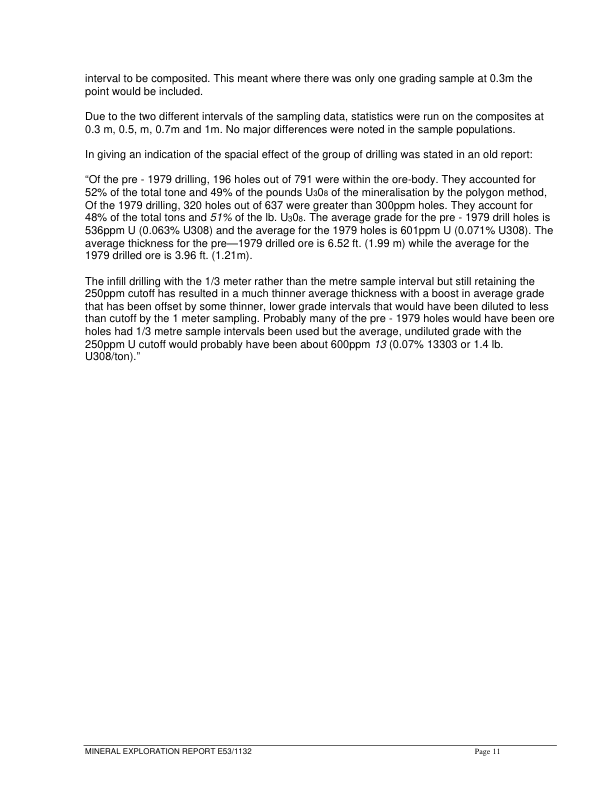 interval to be composited. This meant where there was only one grading sample at 0.3m the
point would be included.
Due to the two different intervals of the sampling data, statistics were run on the composites at
0.3 m, 0.5, m, 0.7m and 1m. No major differences were noted in the sample populations.
In giving an indication of the spacial effect of the group of drilling was stated in an old report:
“Of the pre - 1979 drilling, 196 holes out of 791 were within the ore-body. They accounted for
52% of the total tone and 49% of the pounds U₃0₈ of the mineralisation by the polygon method,
Of the 1979 drilling, 320 holes out of 637 were greater than 300ppm holes. They account for
48% of the total tons and 51% of the lb. U₃0₈. The average grade for the pre - 1979 drill holes is
536ppm U (0.063% U308) and the average for the 1979 holes is 601ppm U (0.071% U308). The
average thickness for the pre—1979 drilled ore is 6.52 ft. (1.99 m) while the average for the
1979 drilled ore is 3.96 ft. (1.21m).
The infill drilling with the 1/3 meter rather than the metre sample interval but still retaining the
250ppm cutoff has resulted in a much thinner average thickness with a boost in average grade
that has been offset by some thinner, lower grade intervals that would have been diluted to less
than cutoff by the 1 meter sampling. Probably many of the pre - 1979 holes would have been ore
holes had 1/3 metre sample intervals been used but the average, undiluted grade with the
250ppm U cutoff would probably have been about 600ppm 13 (0.07% 13303 or 1.4 lb.
U308/ton).”
MINERAL EXPLORATION REPORT E53/1132 Page 11